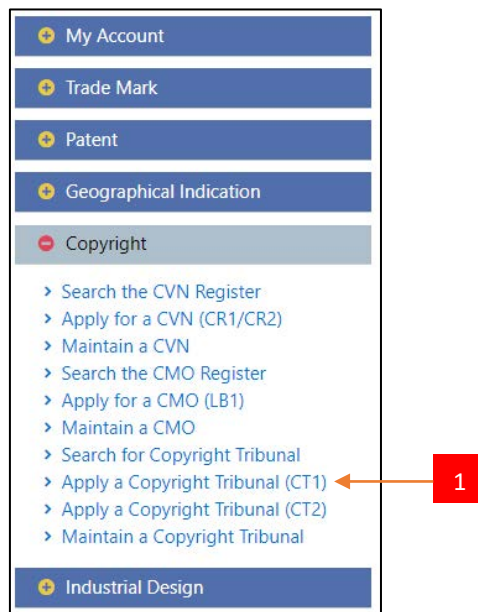 My Account
Trade Mark
Patent
Geographical Indication
Copyright
Search the CVN Register
Apply for a CVN (CR1/CR2)
Maintain a CVN
Search the CMO Register
Apply for a CMO (LB1)
Maintain a CMO
Search for Copyright Tribunal
Apply a Copyright Tribunal (CT1)
1
Apply a Copyright Tribunal (CT2)
Maintain a Copyright Tribunal
Industrial Design